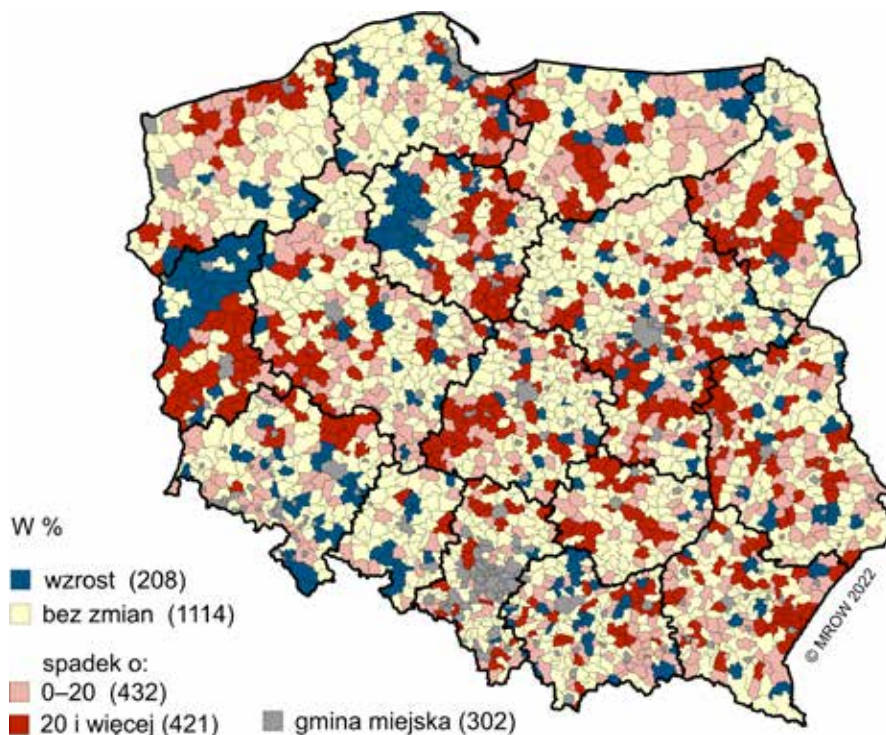 W %
wzrost (208)
bez zmian (1114)
spadek o:
0–20 (432)
20 i więcej (421)
gmina miejska (302)
© MROW 2022